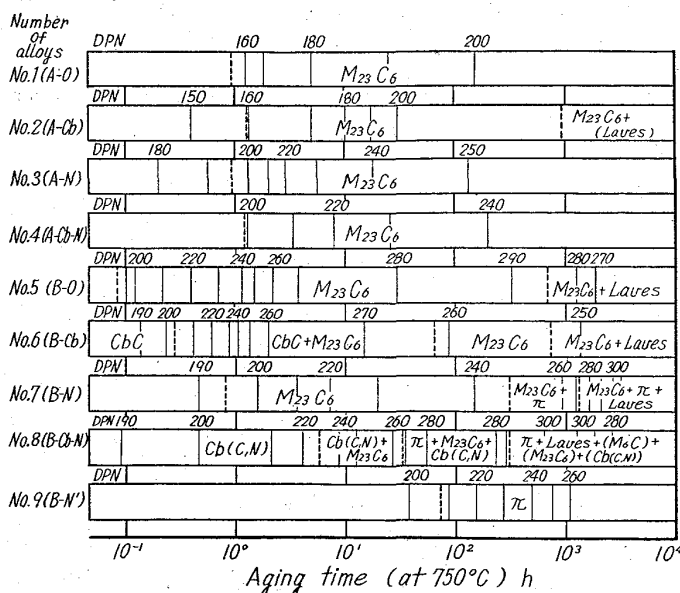 Number
of
alloys
DPN 160 180 200
No.1(A-O) M23C6
DPN 150 160 180 200
No.2(A-Cb) M23C6 M23C6+
(Laves)
DPN 180 200 220 240 250
No.3(A-N) M23C6
DPN 200 220 240
No.4(A-Cb-N) M23C6
DPN 200 220 240 260 280 290 280 270
No.5(B-O) M23C6 M23C6+Laves
DPN 190 200 220 240 260 270 260 250
No.6(B-Cb) CbC CbC+M23C6 M23C6 M23C6+Laves
DPN 190 200 220 240 260 280 300
No.7(B-N) M23C6 M23C6+
π M23C6+π+
Laves
DPN 190 200 220 240 260 280 280 300 300 280
No.8(B-Cb-N) Cb(C,N) Cb(C,N)+
M23C6 π +M23C6+
Cb(C,N) π+Laves+(M6C)+
(M23C6)+(Cb(C,N))
DPN 200 220 240 260
No.9(B-N') π
10⁻¹ 10⁰ 10¹ 10² 10³ 10⁴
Aging time (at 750°C) h